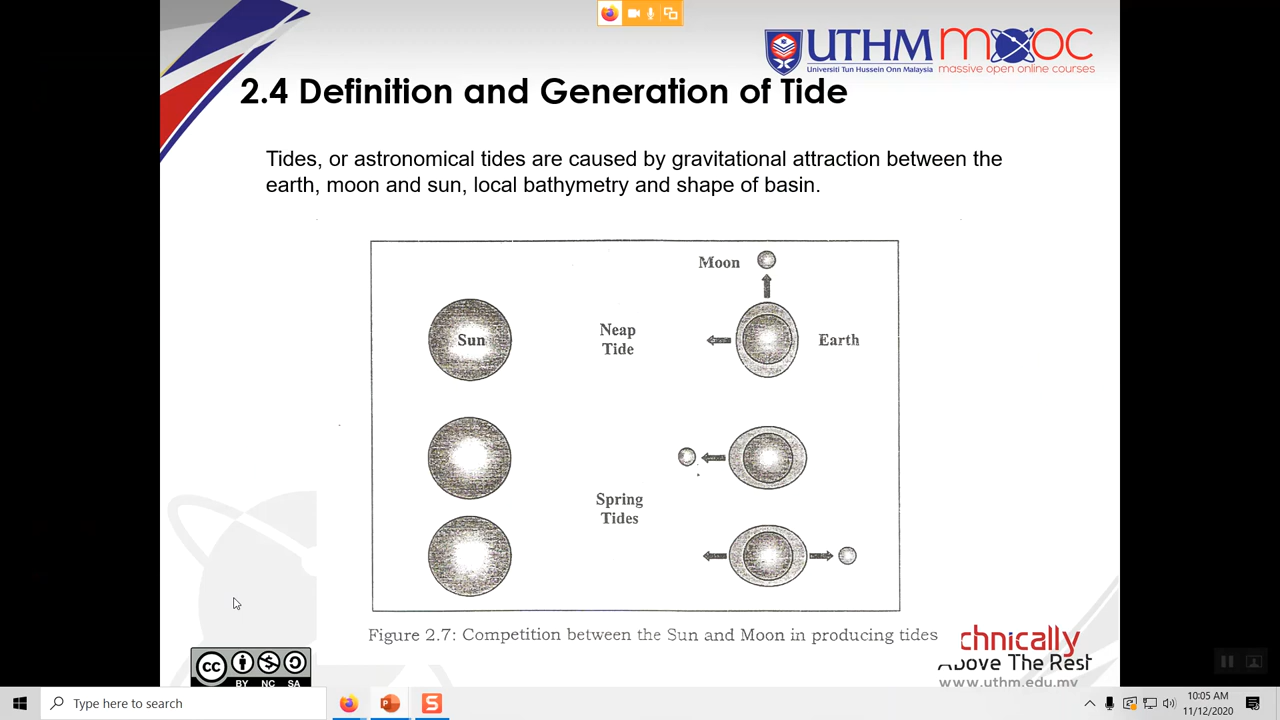 UTHM mooc
Universiti Tun Hussein Onn Malaysia massive open online courses
2.4 Definition and Generation of Tide
Tides, or astronomical tides are caused by gravitational attraction between the
earth, moon and sun, local bathymetry and shape of basin.
Moon
Sun
Neap
Tide
Earth
Spring
Tides
Figure 2.7: Competition between the Sun and Moon in producing tides
chnically
Above The Rest
www.uthm.edu.my
cc
BY NC SA
Type here to search
10:05 AM
11/12/2020